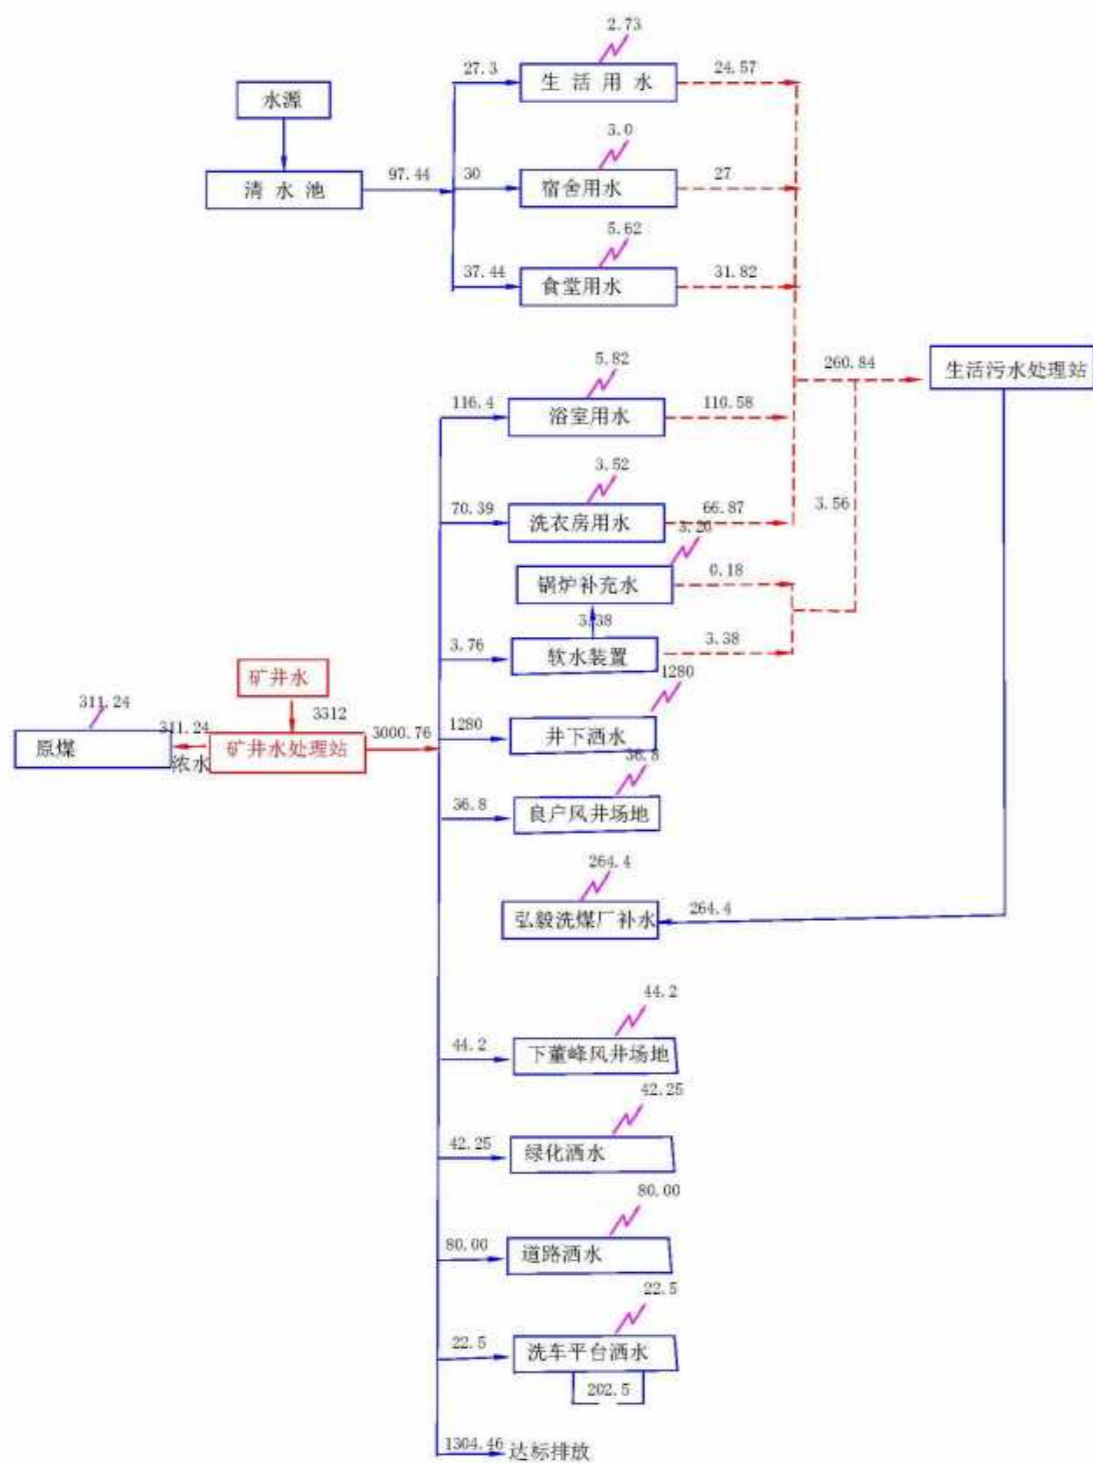 2.73
27.3
生 活 用 水
24.57
水源
3.0
97.44
30
宿舍用水
27
清 水 池
5.62
37.44
食堂用水
31.82
5.82
260.84
生活污水处理站
116.4
浴室用水
110.58
3.52
70.39
洗衣房用水
66.87
3.56
锅炉补充水
0.18
3.38
3.76
软水装置
3.38
矿井水
1280
311.24
3312
311.24
3000.76
1280
井下洒水
原煤
浓水
矿井水处理站
36.8
36.8
良户风井场地
264.4
弘毅洗煤厂补水
264.4
44.2
44.2
下董峰风井场地
42.25
42.25
绿化洒水
80.00
80.00
道路洒水
22.5
22.5
洗车平台洒水
202.5
1304.46
达标排放